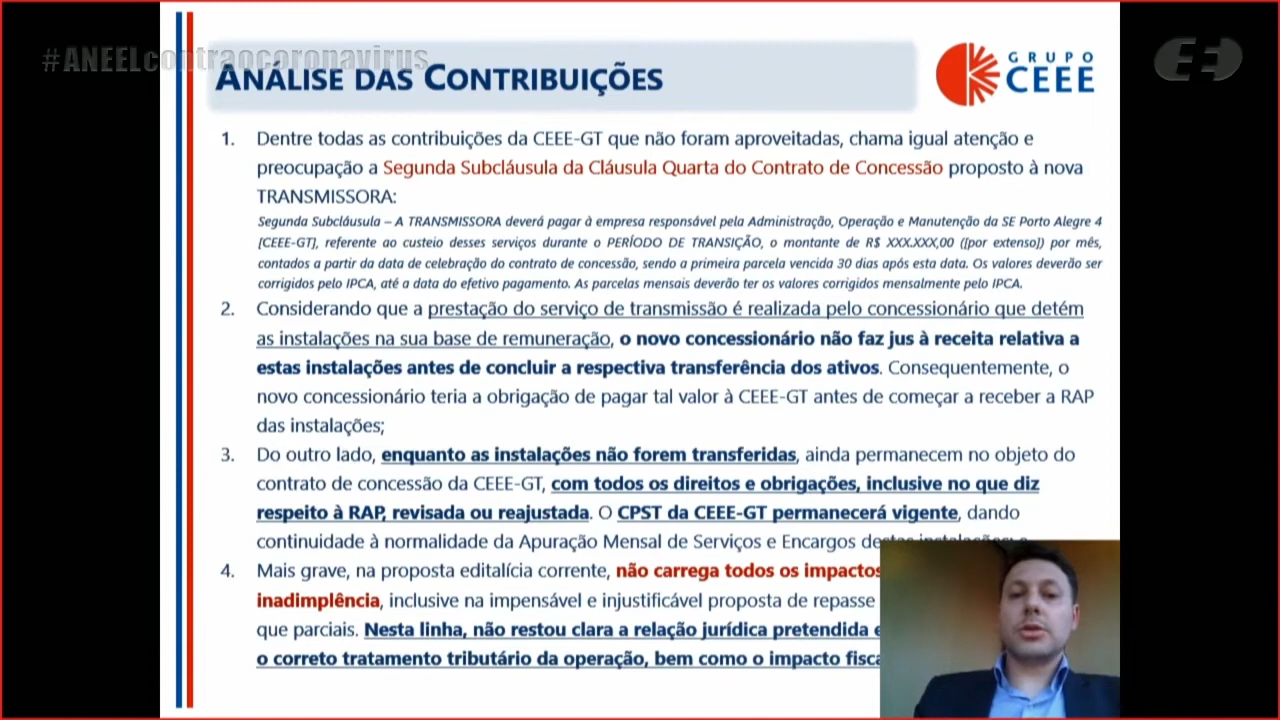 #ANEELcontraocoronavirus
ANÁLISE DAS CONTRIBUIÇÕES
GRUPO
CEEE
1. Dentre todas as contribuições da CEEE-GT que não foram aproveitadas, chama igual atenção e
preocupação a Segunda Subcláusula da Cláusula Quarta do Contrato de Concessão proposto à nova
TRANSMISSORA:
Segunda Subcláusula – A TRANSMISSORA deverá pagar à empresa responsável pela Administração, Operação e Manutenção da SE Porto Alegre 4
[CEEE-GT], referente ao custeio desses serviços durante o PERÍODO DE TRANSIÇÃO, o montante de R$ XXX.XXX,00 ([por extenso]) por mês,
contados a partir da data de celebração do contrato de concessão, sendo a primeira parcela vencida 30 dias após esta data. Os valores deverão ser
corrigidos pelo IPCA, até a data do efetivo pagamento. As parcelas mensais deverão ter os valores corrigidos mensalmente pelo IPCA.
2. Considerando que a prestação do serviço de transmissão é realizada pelo concessionário que detém
as instalações na sua base de remuneração, o novo concessionário não faz jus à receita relativa a
estas instalações antes de concluir a respectiva transferência dos ativos. Consequentemente, o
novo concessionário teria a obrigação de pagar tal valor à CEEE-GT antes de começar a receber a RAP
das instalações;
3. Do outro lado, enquanto as instalações não forem transferidas, ainda permanecem no objeto do
contrato de concessão da CEEE-GT, com todos os direitos e obrigações, inclusive no que diz
respeito à RAP, revisada ou reajustada. O CPST da CEEE-GT permanecerá vigente, dando
continuidade à normalidade da Apuração Mensal de Serviços e Encargos
4. Mais grave, na proposta editalícia corrente, não carrega todos os impactos
inadimplência, inclusive na impensável e injustificável proposta de repasse
que parciais. Nesta linha, não restou clara a relação jurídica pretendida
o correto tratamento tributário da operação, bem como o impacto